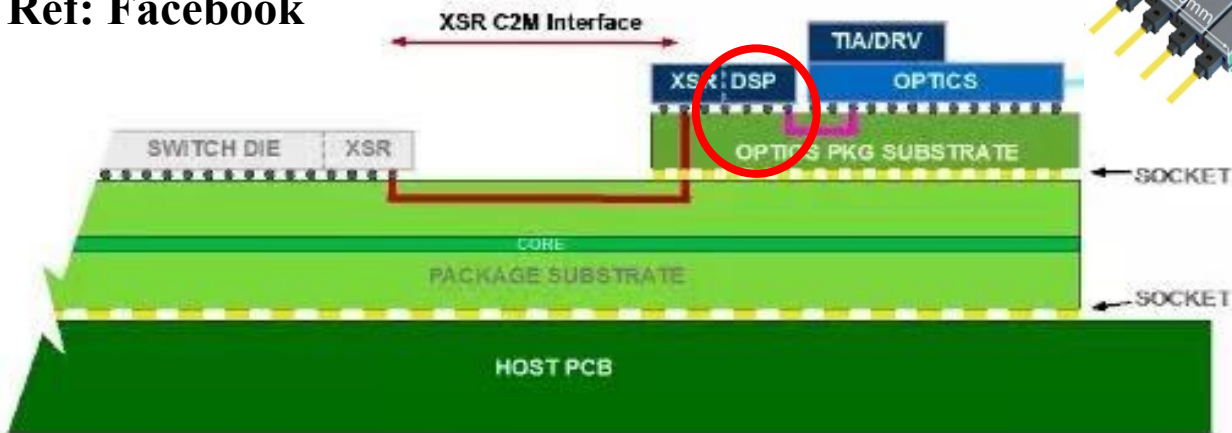 Ref: Facebook
XSR C2M Interface
TIA/DRV
XSR DSP
OPTICS
SWITCH DIE
XSR
OPTICS PKG SUBSTRATE
SOCKET
CORE
PACKAGE SUBSTRATE
SOCKET
HOST PCB
mm